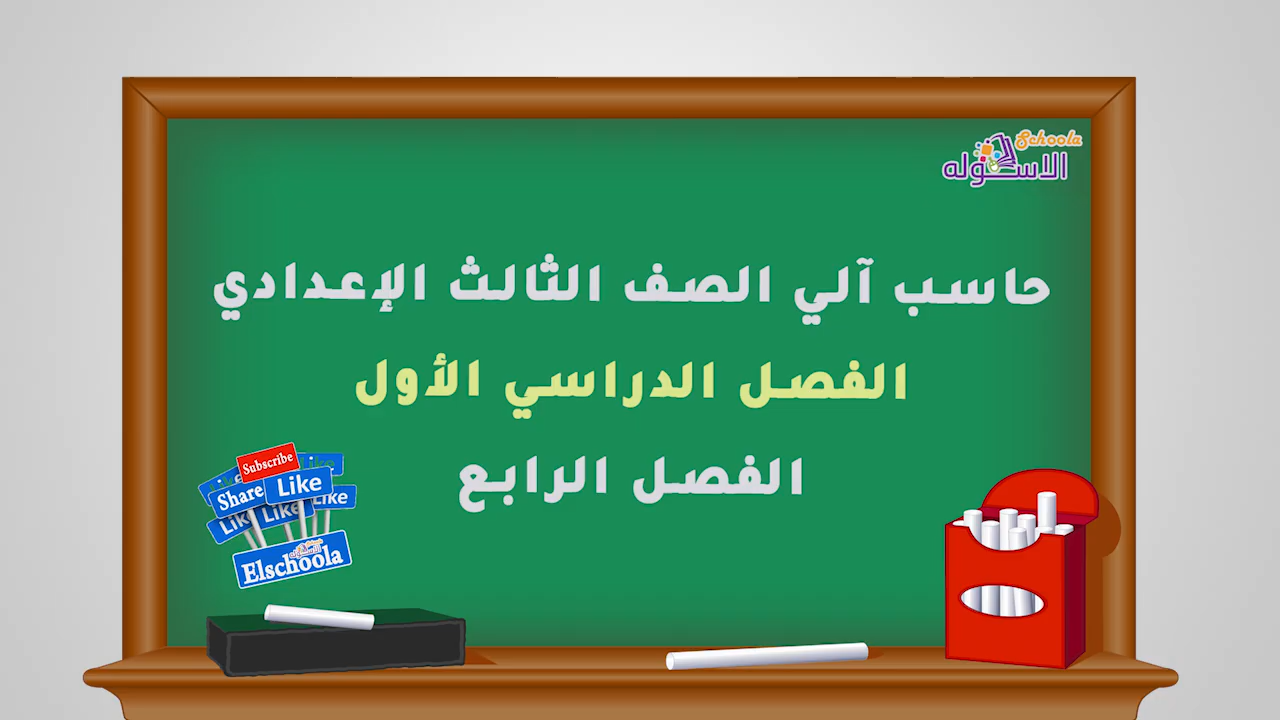 Schoola
الاسكوله
حاسب آلي الصف الثالث الإعدادي
الفصل الدراسي الأول
الفصل الرابع
Subscribe
Like
Share
Like
Like
Like
Like
Elschoola